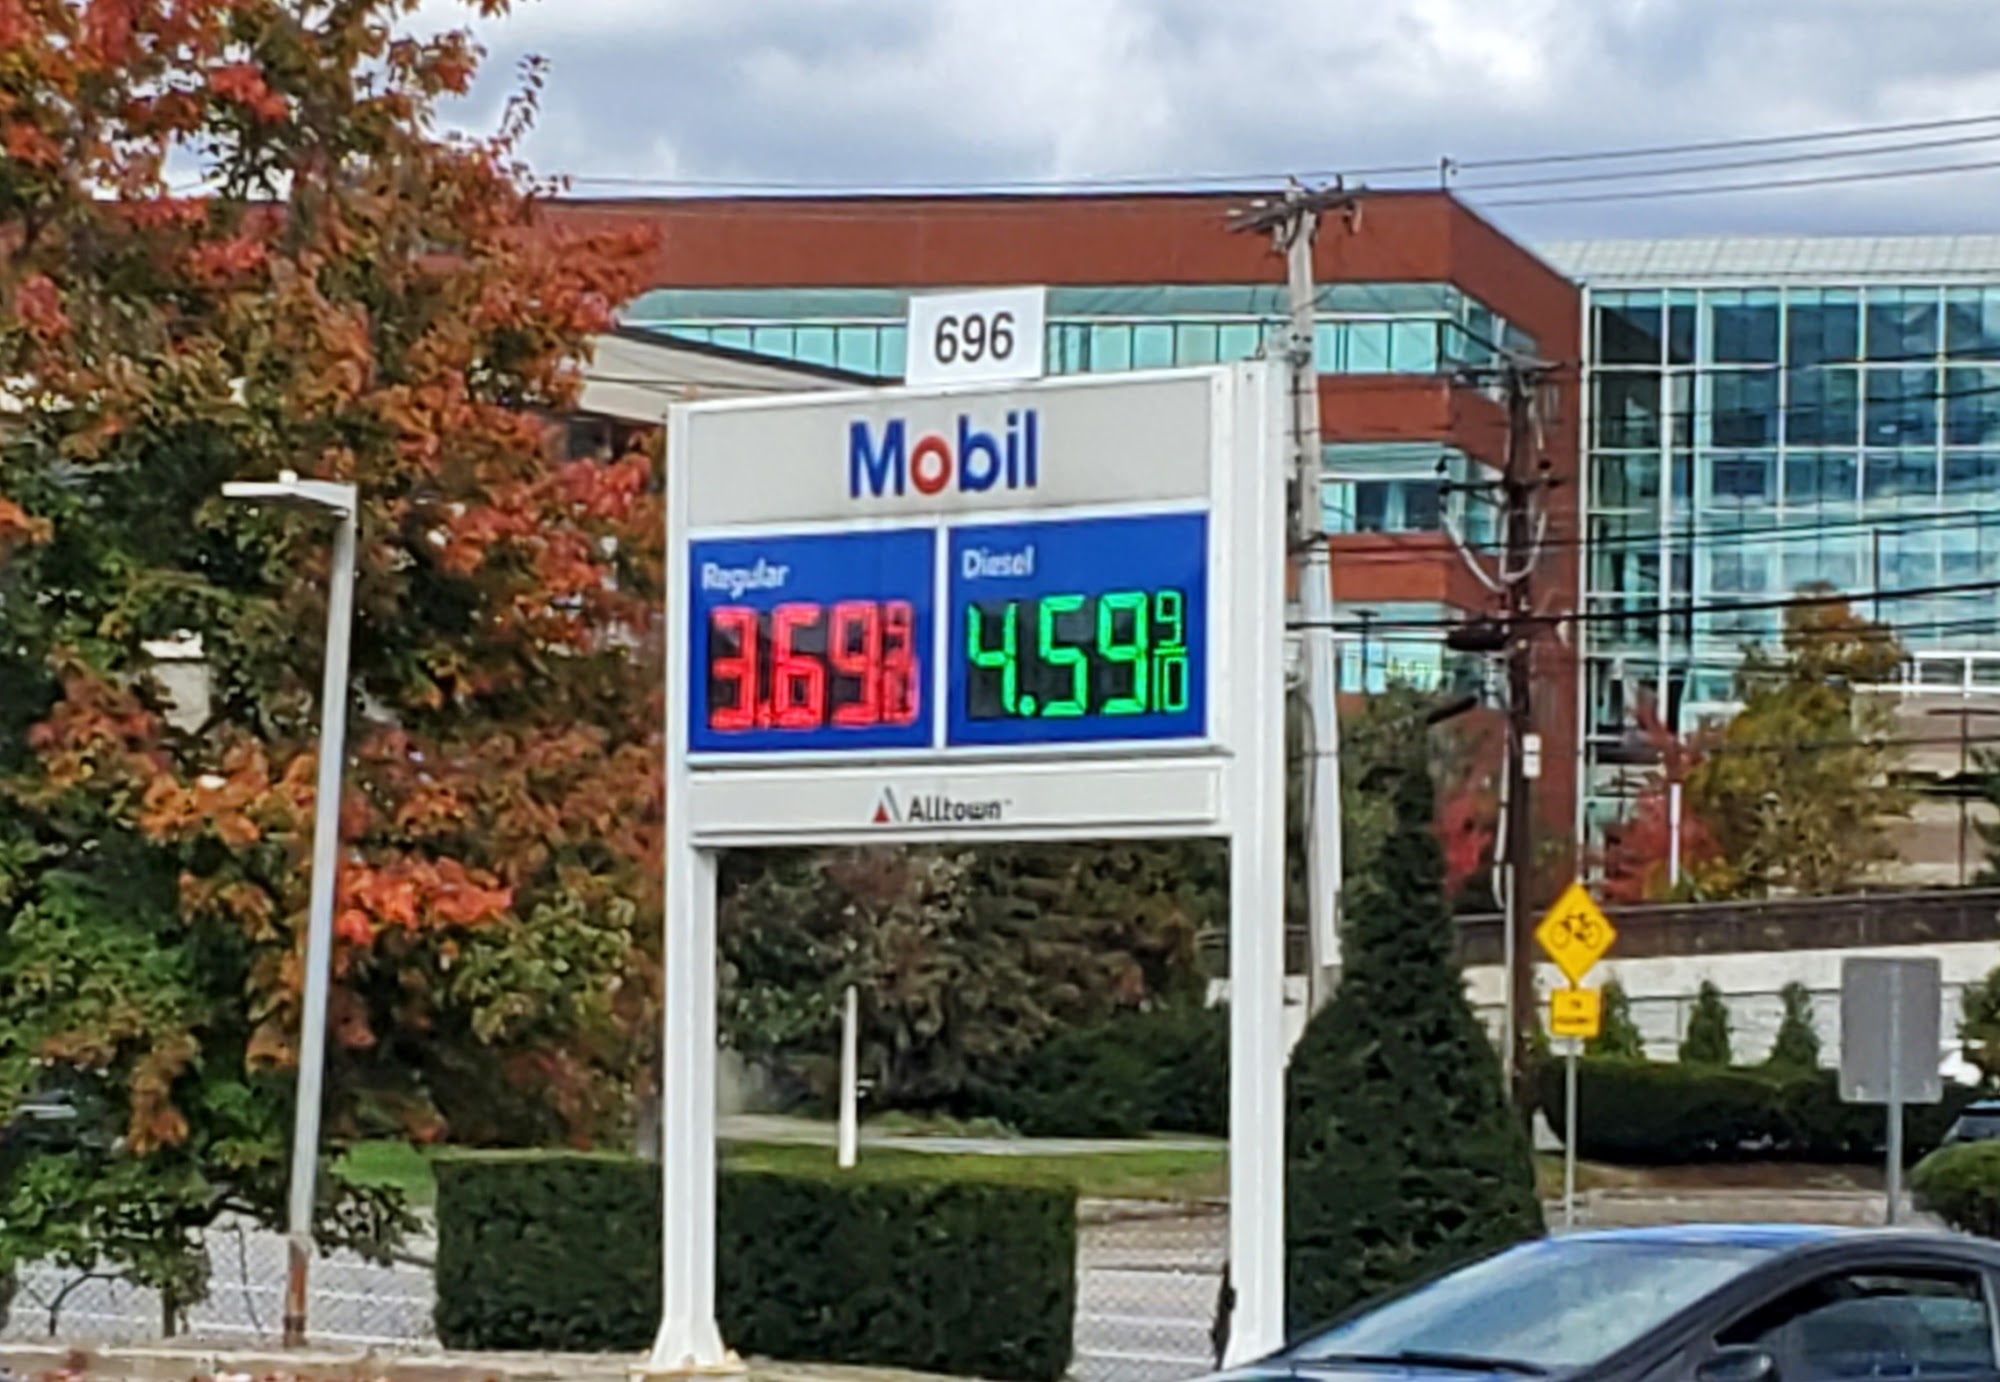 696
Mobil
Regular
3.69 9/10
Diesel
4.59 9/10
Alltown